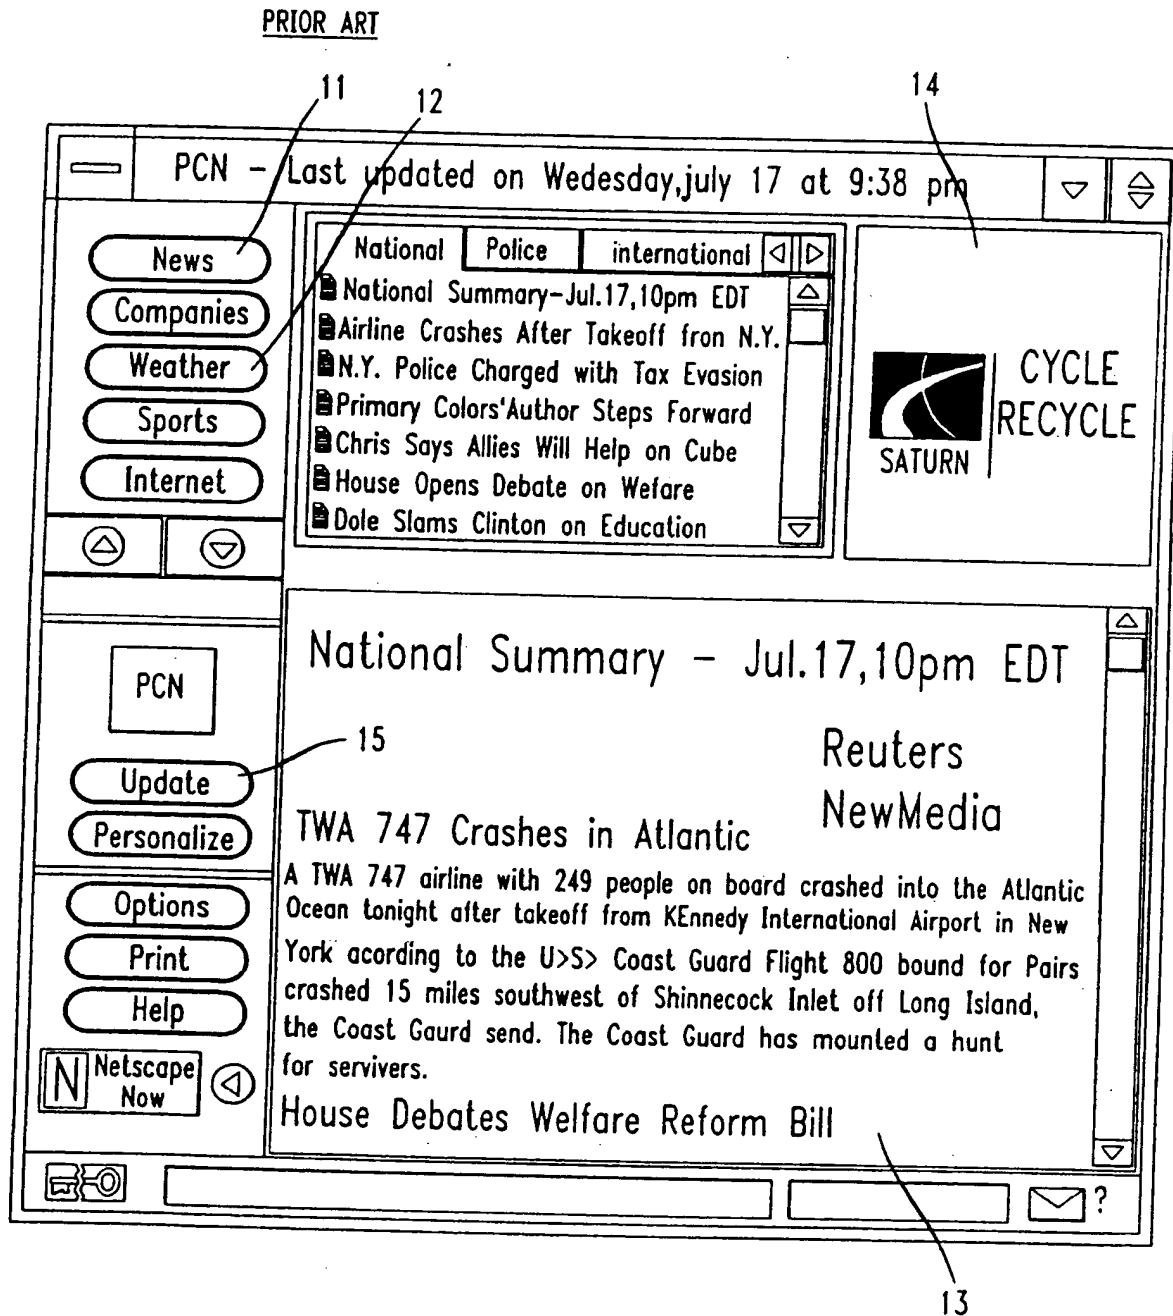 PRIOR ART
11
12
14
PCN - Last updated on Wedesday,july 17 at 9:38 pm
News
Companies
Weather
Sports
Internet
National Police international
National Summary-Jul.17,10pm EDT
Airline Crashes After Takeoff fron N.Y.
N.Y. Police Charged with Tax Evasion
Primary Colors'Author Steps Forward
Chris Says Allies Will Help on Cube
House Opens Debate on Wefare
Dole Slams Clinton on Education
SATURN
CYCLE
RECYCLE
PCN
15
Update
Personalize
Options
Print
Help
N Netscape
Now
National Summary - Jul.17,10pm EDT
Reuters
NewMedia
TWA 747 Crashes in Atlantic
A TWA 747 airline with 249 people on board crashed into the Atlantic
Ocean tonight after takeoff from KEnnedy International Airport in New
York acording to the U>S> Coast Guard Flight 800 bound for Pairs
crashed 15 miles southwest of Shinnecock Inlet off Long Island,
the Coast Gaurd send. The Coast Guard has mounted a hunt
for servivers.
House Debates Welfare Reform Bill
?
13